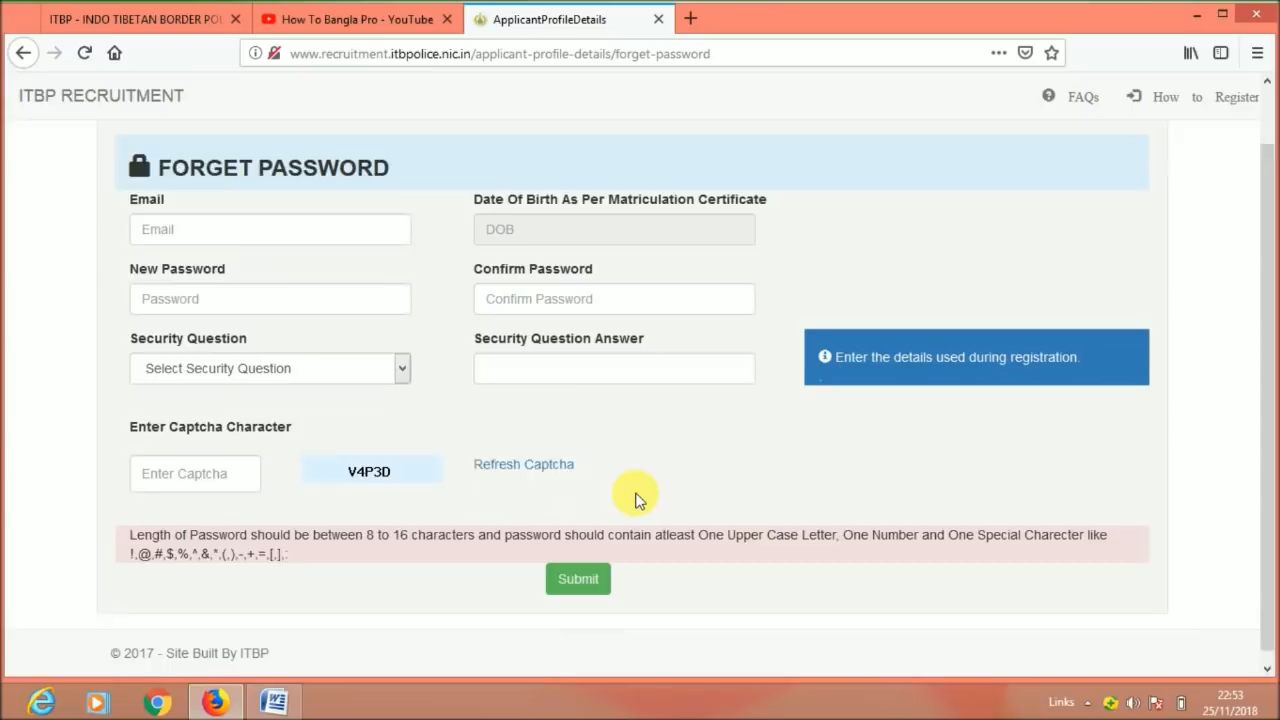 ITBP - INDO TIBETAN BORDER POL
How To Bangla Pro - YouTube
ApplicantProfileDetails
www.recruitment.itbpolice.nic.in/applicant-profile-details/forget-password
ITBP RECRUITMENT
FAQs
How to Register
FORGET PASSWORD
Email
Date Of Birth As Per Matriculation Certificate
Email
DOB
New Password
Confirm Password
Password
Confirm Password
Security Question
Security Question Answer
Select Security Question
Enter the details used during registration.
Enter Captcha Character
Enter Captcha
V4P3D
Refresh Captcha
Length of Password should be between 8 to 16 characters and password should contain atleast One Upper Case Letter, One Number and One Special Charecter like
!,@,#,$,%,^,&,*,(,),-,+,=,[,],:
Submit
© 2017 - Site Built By ITBP
Links
22:53
25/11/2018